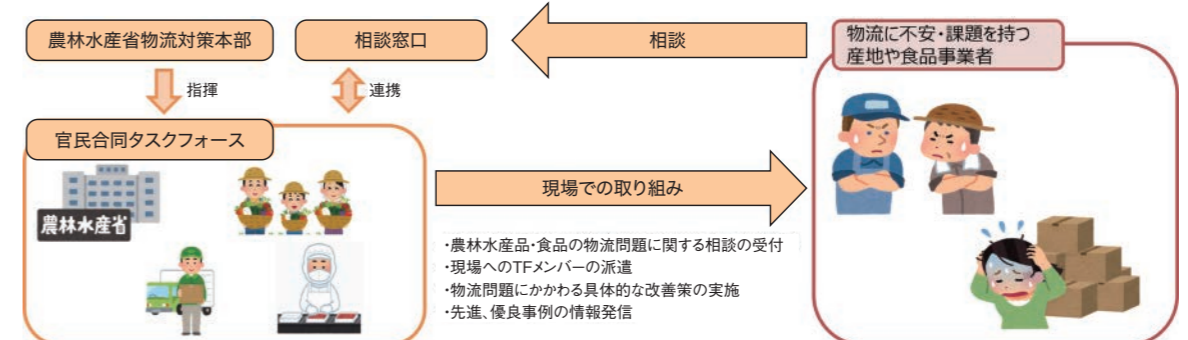 農林水産省物流対策本部
相談窓口
相談
物流に不安・課題を持つ
産地や食品事業者
指揮
連携
官民合同タスクフォース
農林水産省
現場での取り組み
・農林水産品・食品の物流問題に関する相談の受付
・現場へのTFメンバーの派遣
・物流問題にかかわる具体的な改善策の実施
・先進、優良事例の情報発信